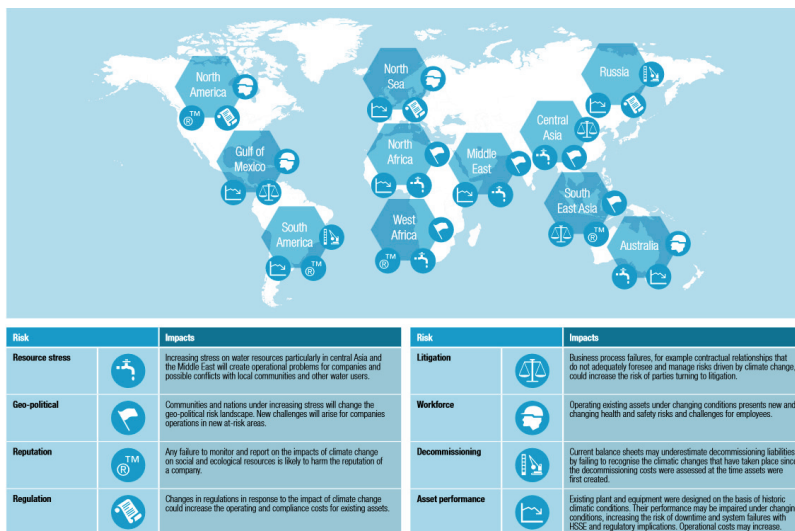 North
America
North
Sea
Russia
Central
Asia
Gulf of
Mexico
North
Africa
Middle
East
South
East Asia
South
America
West
Africa
Australia
®™
®™
®™
®™
Risk
Impacts
Resource stress
Increasing stress on water resources particularly in central Asia and
the Middle East will create operational problems for companies and
possible conflicts with local communities and other water users.
Geo-political
Communities and nations under increasing stress will change the
geo-political risk landscape. New challenges will arise for companies
operations in new at-risk areas.
Reputation
®™
Any failure to monitor and report on the impacts of climate change
on social and ecological resources is likely to harm the reputation of
a company.
Regulation
Changes in regulations in response to the impact of climate change
could increase the operating and compliance costs for existing assets.
Risk
Impacts
Litigation
Business process failures, for example contractual relationships that
do not adequately foresee and manage risks driven by climate change,
could increase the risk of parties turning to litigation.
Workforce
Operating existing assets under changing conditions presents new and
changing health and safety risks and challenges for employees.
Decommissioning
Current balance sheets may underestimate decommissioning liabilities
by failing to recognise the climatic changes that have taken place since
the decommissioning costs were assessed at the time assets were
first created.
Asset performance
Existing plant and equipment were designed on the basis of historic
climatic conditions. Their performance may be impaired under changing
conditions, increasing the risk of downtime and system failures with
HSSE and regulatory implications. Operational costs may increase.